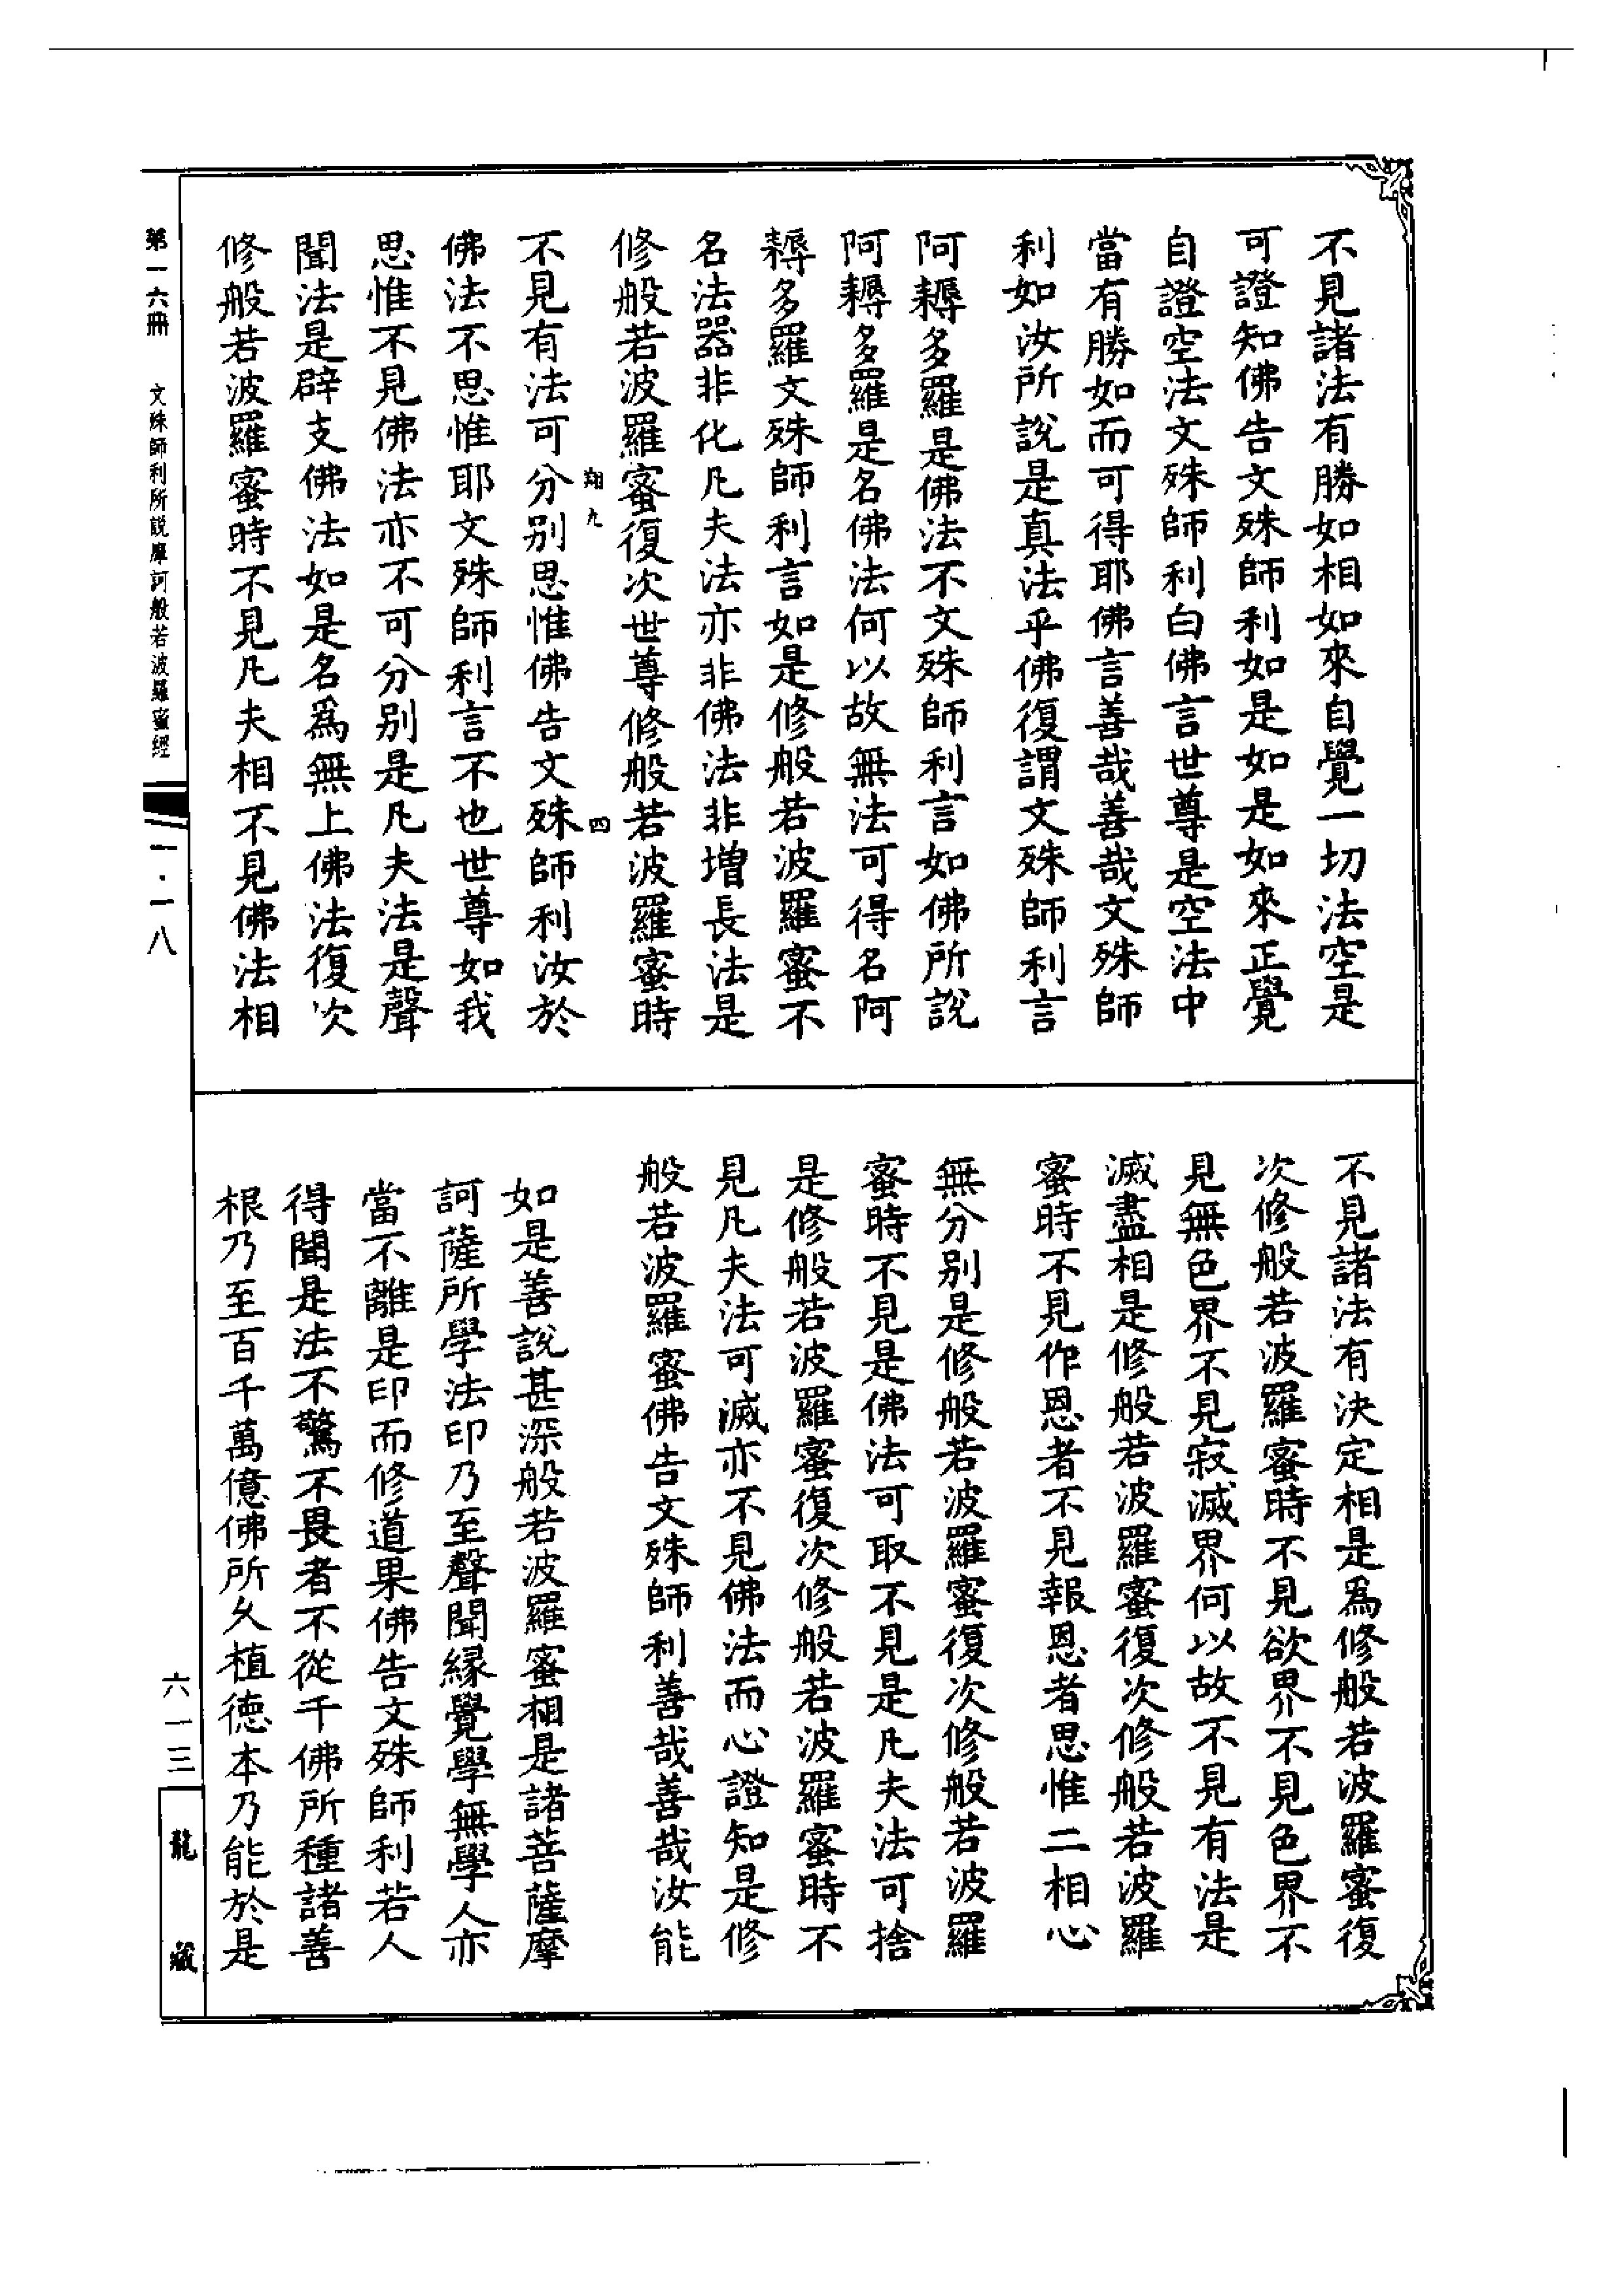 不見諸法有勝如相如來自覺一切法空是
可證知佛告文殊師利如是如是如來正覺
自證空法文殊師利白佛言世尊是空法中
當有勝如而可得耶佛言善哉善哉文殊師
利如汝所說是真法乎佛復謂文殊師利言
阿耨多羅是佛法不文殊師利言如佛所說
阿耨多羅是名佛法何以故無法可得名阿
耨多羅文殊師利言如是修般若波羅蜜不
名法器非化凡夫法亦非佛法非增長法是
修般若波羅蜜復次世尊修般若波羅蜜時
翔九 四
不見有法可分別思惟佛告文殊師利汝於
佛法不思惟耶文殊師利言不也世尊如我
思惟不見佛法亦不可分別是凡夫法是聲
聞法是辟支佛法如是名爲無上佛法復次
修般若波羅蜜時不見凡夫相不見佛法相
不見諸法有決定相是爲修般若波羅蜜復
次修般若波羅蜜時不見欲界不見色界不
見無色界不見寂滅界何以故不見有法是
滅盡相是修般若波羅蜜復次修般若波羅
蜜時不見作恩者不見報恩者思惟二相心
無分別是修般若波羅蜜復次修般若波羅
蜜時不見是佛法可取不見是凡夫法可捨
是修般若波羅蜜復次修般若波羅蜜時不
見凡夫法可滅亦不見佛法而心證知是修
般若波羅蜜佛告文殊師利善哉善哉汝能
如是善說甚深般若波羅蜜相是諸菩薩摩
訶薩所學法印乃至聲聞緣覺學無學人亦
當不離是印而修道果佛告文殊師利若人
得聞是法不驚不畏者不從千佛所種諸善
根乃至百千萬億佛所久植德本乃能於是
第一六冊 文殊師利所説摩訶般若波羅蜜經
一·一八
六一三
龍藏